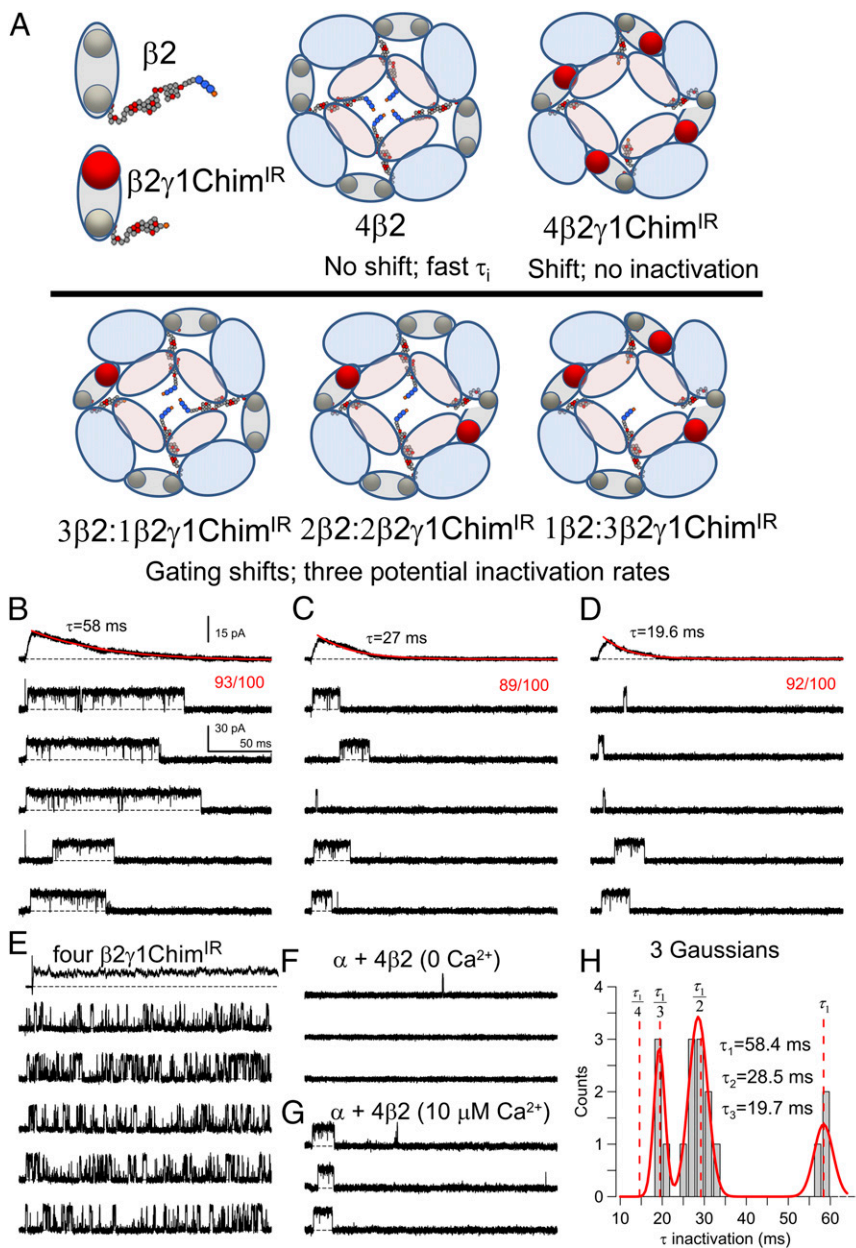 A
β2
β2γ1Chim^IR
4β2
4β2γ1Chim^IR
No shift; fast τi
Shift; no inactivation
3β2:1β2γ1Chim^IR
2β2:2β2γ1Chim^IR
1β2:3β2γ1Chim^IR
Gating shifts; three potential inactivation rates
B
τ=58 ms
15 pA
93/100
30 pA
50 ms
C
τ=27 ms
89/100
D
τ=19.6 ms
92/100
E
four β2γ1Chim^IR
F
α + 4β2 (0 Ca²⁺)
G
α + 4β2 (10 μM Ca²⁺)
H
3 Gaussians
τ1/4
τ1/3
τ1/2
τ1
τ1=58.4 ms
τ2=28.5 ms
τ3=19.7 ms
Counts
4
3
2
1
0
10 20 30 40 50 60
τ inactivation (ms)